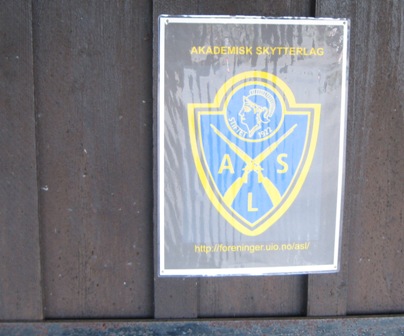 AKADEMISK SKYTTERLAG
A S
L
http://foreninger.uio.no/asl/